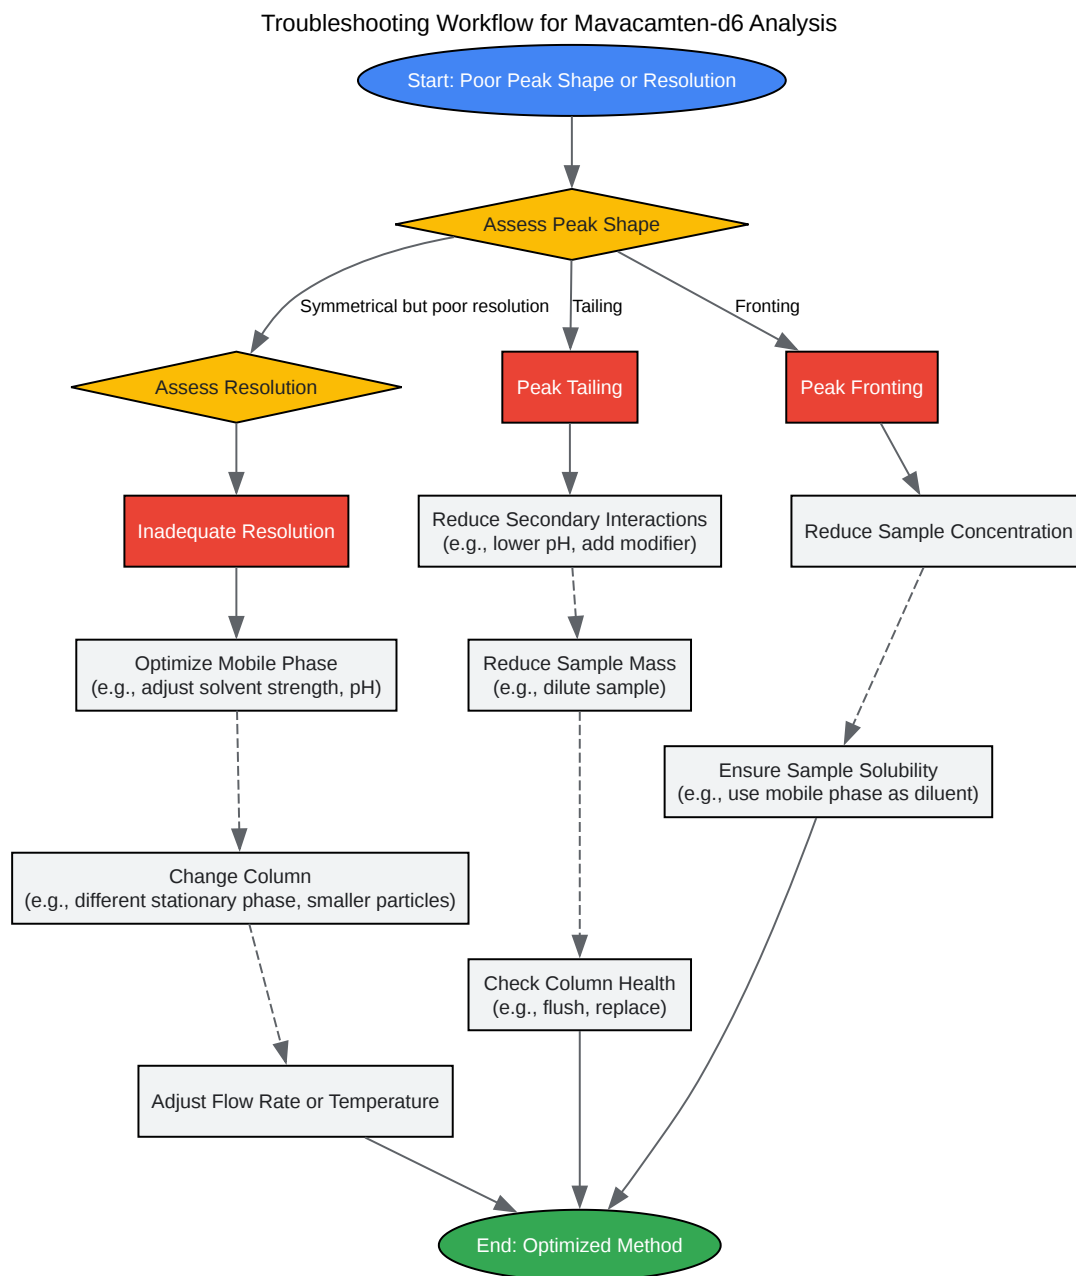 Troubleshooting Workflow for Mavacamten-d6 Analysis
Start: Poor Peak Shape or Resolution
Assess Peak Shape
Symmetrical but poor resolution
Tailing
Fronting
Assess Resolution
Peak Tailing
Peak Fronting
Inadequate Resolution
Reduce Secondary Interactions
(e.g., lower pH, add modifier)
Reduce Sample Concentration
Optimize Mobile Phase
(e.g., adjust solvent strength, pH)
Reduce Sample Mass
(e.g., dilute sample)
Ensure Sample Solubility
(e.g., use mobile phase as diluent)
Change Column
(e.g., different stationary phase, smaller particles)
Check Column Health
(e.g., flush, replace)
Adjust Flow Rate or Temperature
End: Optimized Method